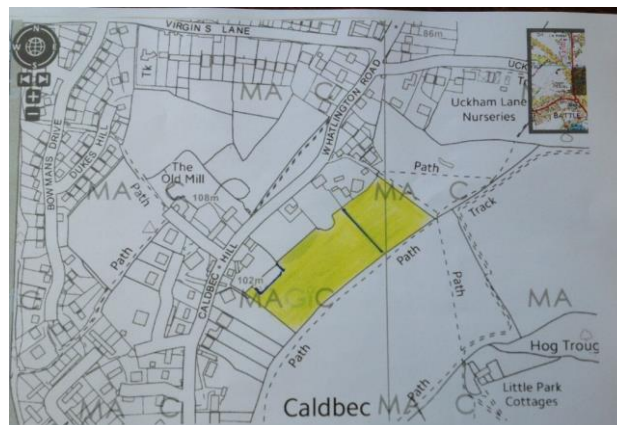 VIRGIN'S LANE
86m
Tk
MA C
WHATLINGTON ROAD
UCK
Uckham Lane
Nurseries
BATTLE
BOWMANS DRIVE
DUKES HILL
The
Old Mill
108m
Path
Path
MA
MA C
Path
Track
Path
Path
CALDBEC HILL
102m
MAGiC
MA
Path
Path
Hog Troug
Little Park
Cottages
Path
Caldbec
MA C
MA C